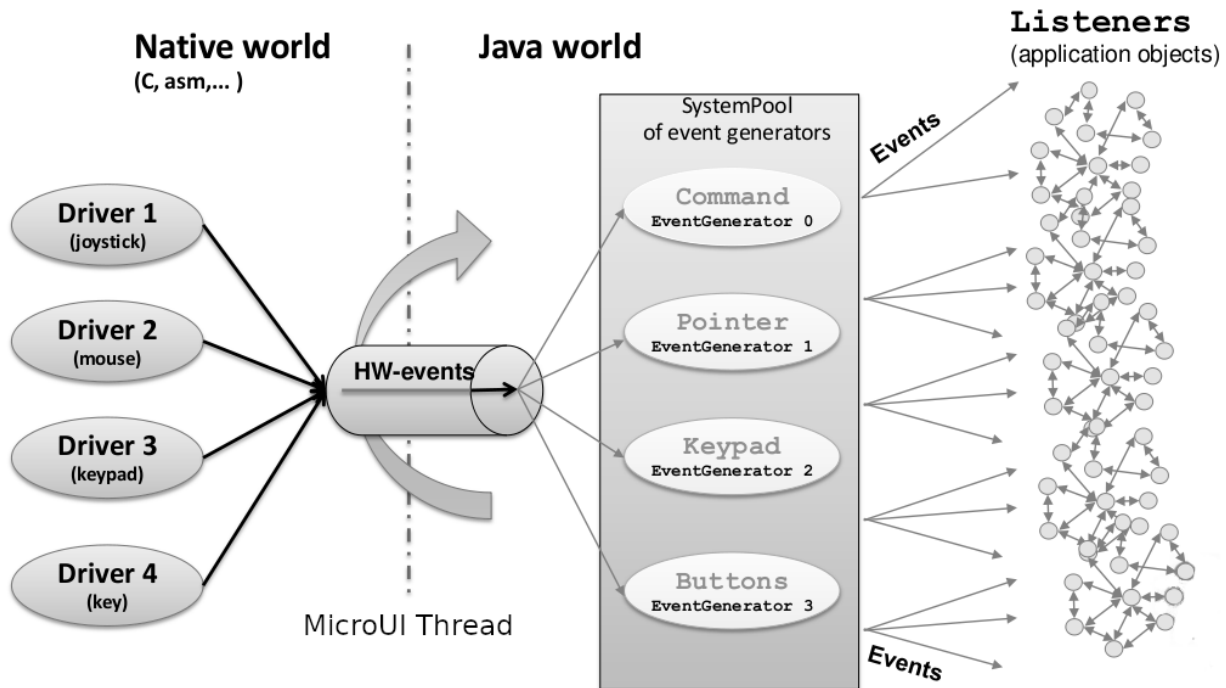 Native world
(C, asm,... )
Java world
Listeners
(application objects)
SystemPool
of event generators
Events
Driver 1
(joystick)
Driver 2
(mouse)
Driver 3
(keypad)
Driver 4
(key)
HW-events
Command
EventGenerator 0
Pointer
EventGenerator 1
Keypad
EventGenerator 2
Buttons
EventGenerator 3
MicroUI Thread
Events